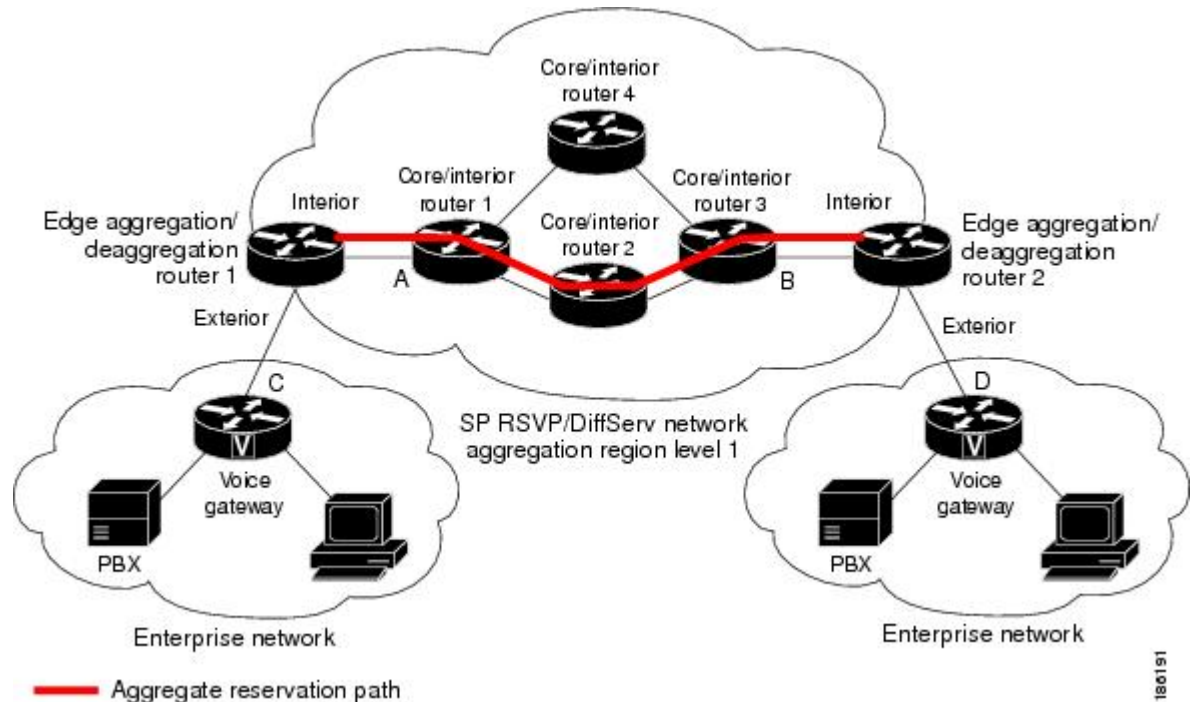 Core/interior
router 4
Core/interior
router 1
Core/interior
router 3
Interior
Interior
Core/interior
router 2
Edge aggregation/
deaggregation
router 1
Edge aggregation/
deaggregation
router 2
A
B
Exterior
Exterior
C
D
SP RSVP/DiffServ network
aggregation region level 1
V
Voice
gateway
PBX
V
Voice
gateway
PBX
Enterprise network
Enterprise network
Aggregate reservation path
186191